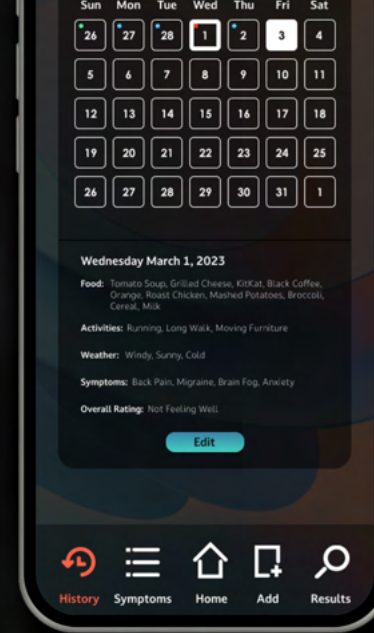 Sun Mon Tue Wed Thu Fri Sat
26 27 28 1 2 3 4
5 6 7 8 9 10 11
12 13 14 15 16 17 18
19 20 21 22 23 24 25
26 27 28 29 30 31 1
Wednesday March 1, 2023
Food: Tomato Soup, Grilled Cheese, KitKat, Black Coffee,
Orange, Roast Chicken, Mashed Potatoes, Broccoli,
Cereal, Milk
Activities: Running, Long Walk, Moving Furniture
Weather: Windy, Sunny, Cold
Symptoms: Back Pain, Migraine, Brain Fog, Anxiety
Overall Rating: Not Feeling Well
Edit
History Symptoms Home Add Results